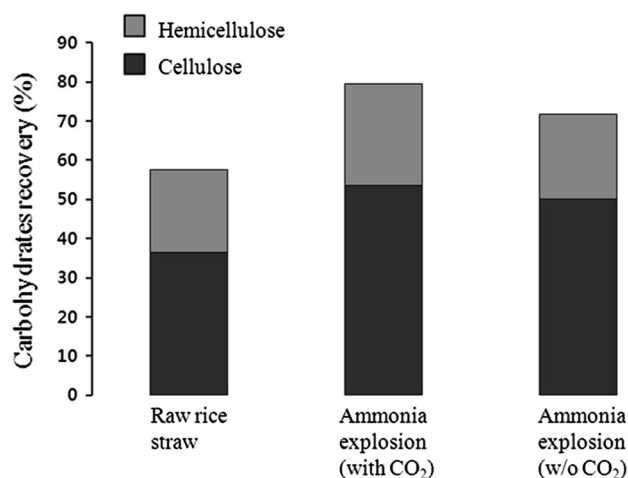 Hemicellulose
Cellulose
Carbohydrates recovery (%)
90
80
70
60
50
40
30
20
10
0
Raw rice
straw
Ammonia
explosion
(with CO₂)
Ammonia
explosion
(w/o CO₂)